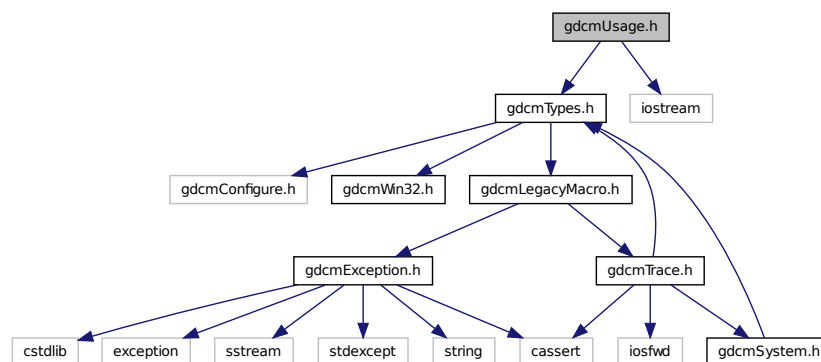 gdcmUsage.h
gdcmTypes.h
iostream
gdcmConfigure.h
gdcmWin32.h
gdcmLegacyMacro.h
gdcmException.h
gdcmTrace.h
cstdlib
exception
sstream
stdexcept
string
cassert
iosfwd
gdcmSystem.h